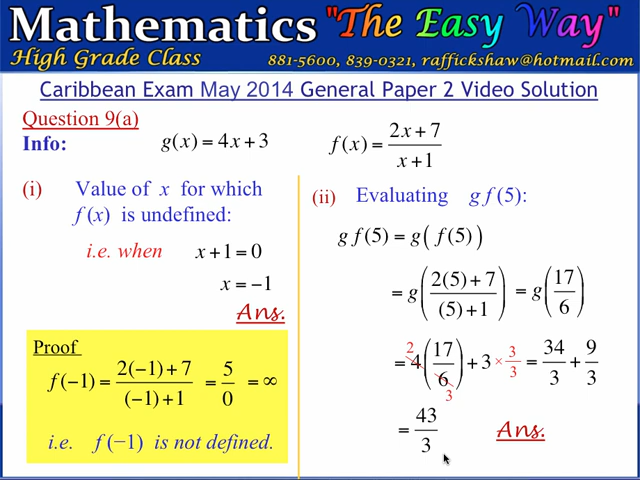 Mathematics "The Easy Way"
High Grade Class 881-5600, 839-0321, raffickshaw@hotmail.com
Caribbean Exam May 2014 General Paper 2 Video Solution
Question 9(a)
Info: g(x) = 4x + 3 f(x) = (2x + 7)/(x + 1)
(i) Value of x for which
f(x) is undefined:
i.e. when x + 1 = 0
x = −1
Ans.
Proof
f(−1) = (2(−1) + 7)/((−1) + 1) = 5/0 = ∞
i.e. f(−1) is not defined.
(ii) Evaluating g f(5):
g f(5) = g( f(5) )
= g( (2(5) + 7)/((5) + 1) ) = g( 17/6 )
= 2 4( 17/6 ) 3 + 3 × 3/3 = 34/3 + 9/3
= 43/3 Ans.